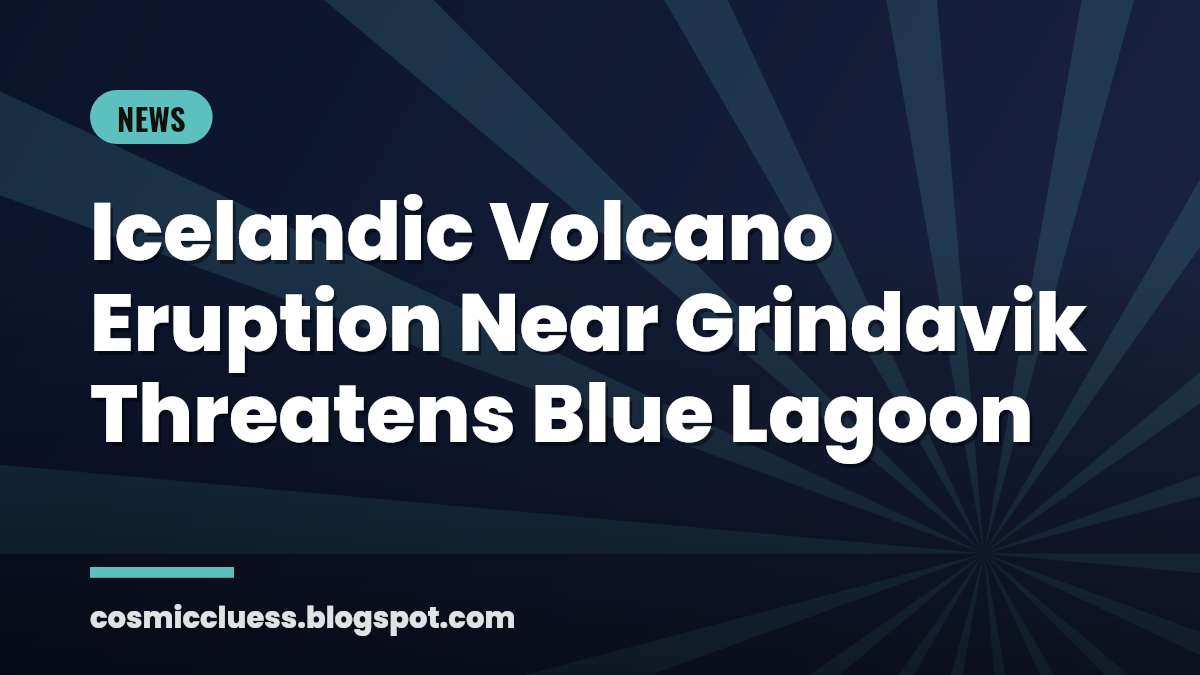 NEWS
Icelandic Volcano
Eruption Near Grindavik
Threatens Blue Lagoon
cosmiccluess.blogspot.com